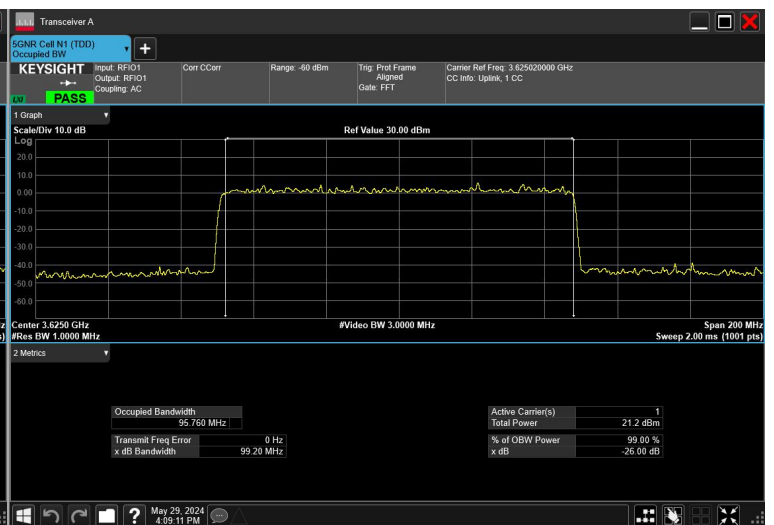 Transceiver A
5GNR Cell N1 (TDD)
Occupied BW
KEYSIGHT
LXI
PASS
Input: RFIO1
Output: RFIO1
Coupling: AC
Corr CCorr
Range: -60 dBm
Trig: Prot Frame
Aligned
Gate: FFT
Carrier Ref Freq: 3.625020000 GHz
CC Info: Uplink, 1 CC
1 Graph
Scale/Div 10.0 dB
Ref Value 30.00 dBm
Log
20.0
10.0
0.00
-10.0
-20.0
-30.0
-40.0
-50.0
-60.0
Center 3.6250 GHz
#Video BW 3.0000 MHz
Span 200 MHz
#Res BW 1.0000 MHz
Sweep 2.00 ms (1001 pts)
2 Metrics
Occupied Bandwidth
95.760 MHz
Transmit Freq Error 0 Hz
x dB Bandwidth 99.20 MHz
Active Carrier(s) 1
Total Power 21.2 dBm
% of OBW Power 99.00 %
x dB -26.00 dB
May 29, 2024
4:09:11 PM